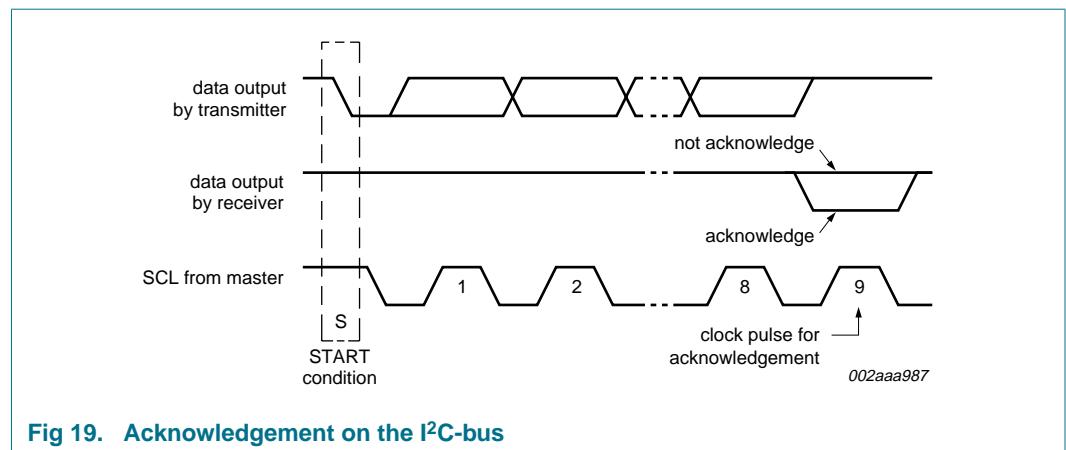 data output
by transmitter
not acknowledge
data output
by receiver
acknowledge
SCL from master
1
2
8
9
S
START
condition
clock pulse for
acknowledgement
002aaa987
Fig 19. Acknowledgement on the I²C-bus